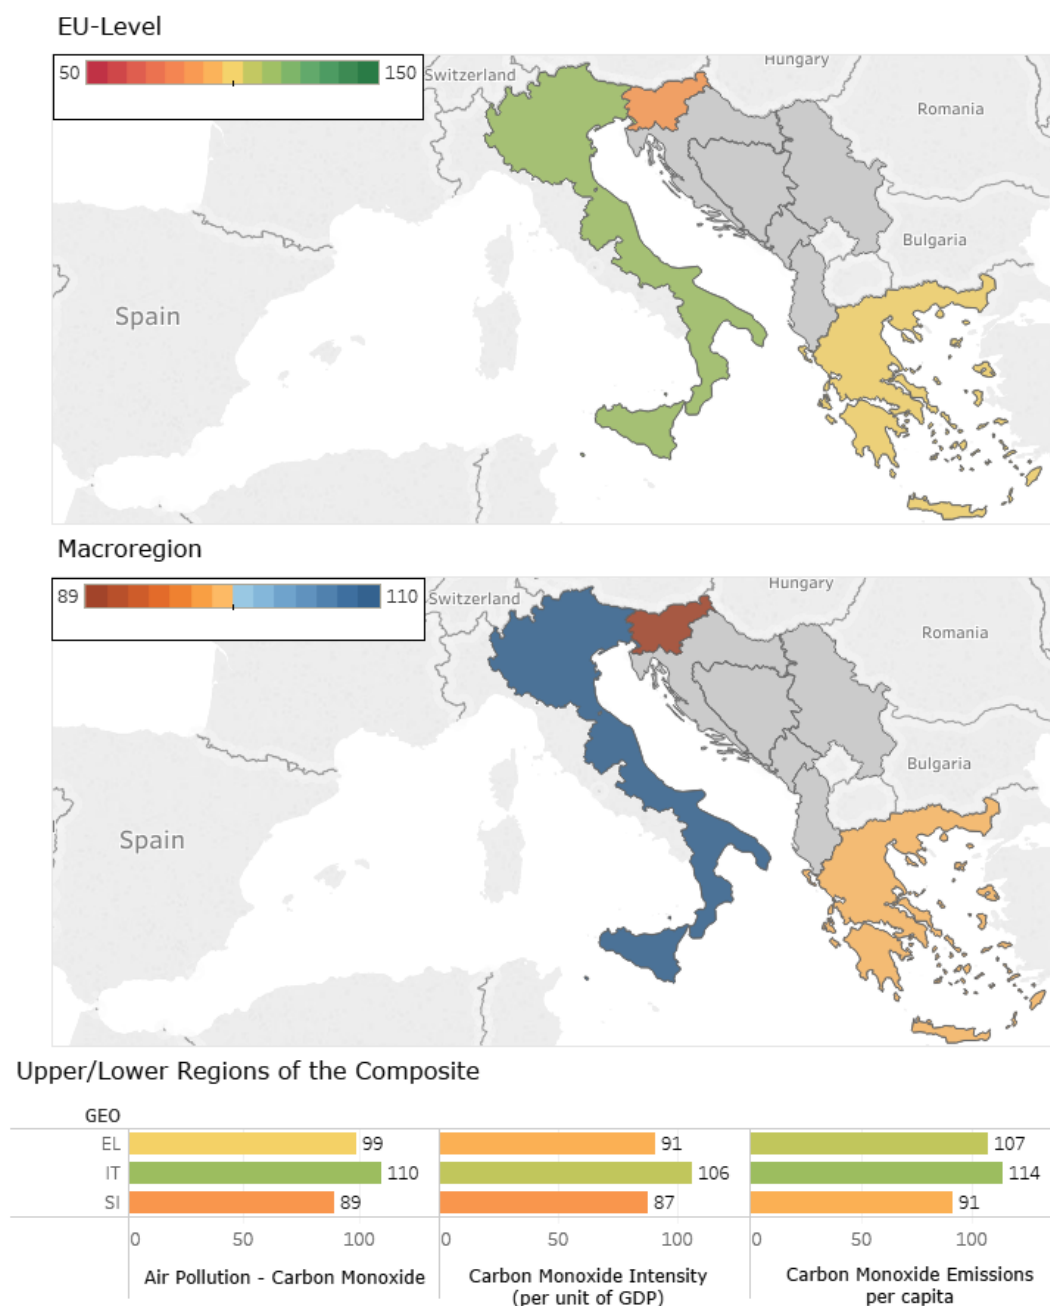 EU-Level
50 150
Switzerland
Hungary
Romania
Bulgaria
Spain
Macroregion
89 110
Switzerland
Hungary
Romania
Bulgaria
Spain
Upper/Lower Regions of the Composite
GEO
EL 99 91 107
IT 110 106 114
SI 89 87 91
0 50 100 0 50 100 0 50 100
Air Pollution - Carbon Monoxide
Carbon Monoxide Intensity
(per unit of GDP)
Carbon Monoxide Emissions
per capita